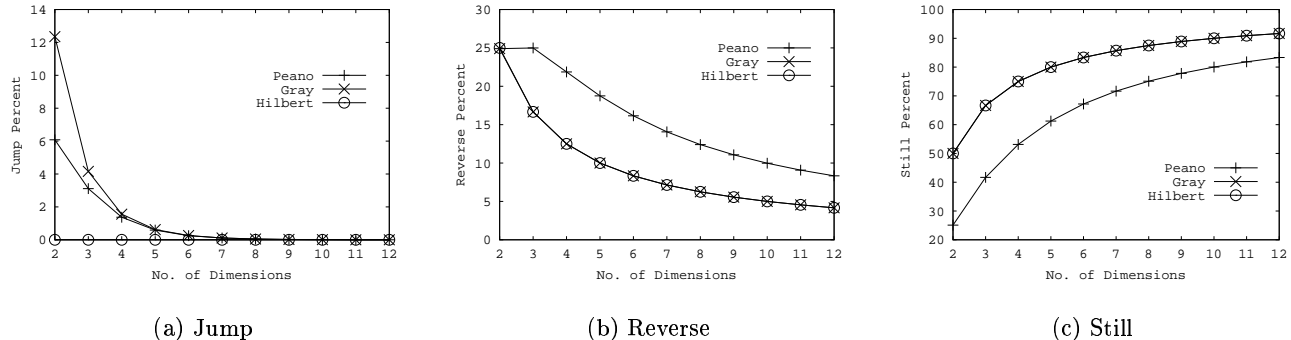 14
12
10
8
6
4
2
0
Jump Percent
Peano
Gray
Hilbert
2 3 4 5 6 7 8 9 10 11 12
No. of Dimensions
(a) Jump
30
25
20
15
10
5
0
Reverse Percent
Peano
Gray
Hilbert
2 3 4 5 6 7 8 9 10 11 12
No. of Dimensions
(b) Reverse
100
90
80
70
60
50
40
30
20
Still Percent
Peano
Gray
Hilbert
2 3 4 5 6 7 8 9 10 11 12
No. of Dimensions
(c) Still